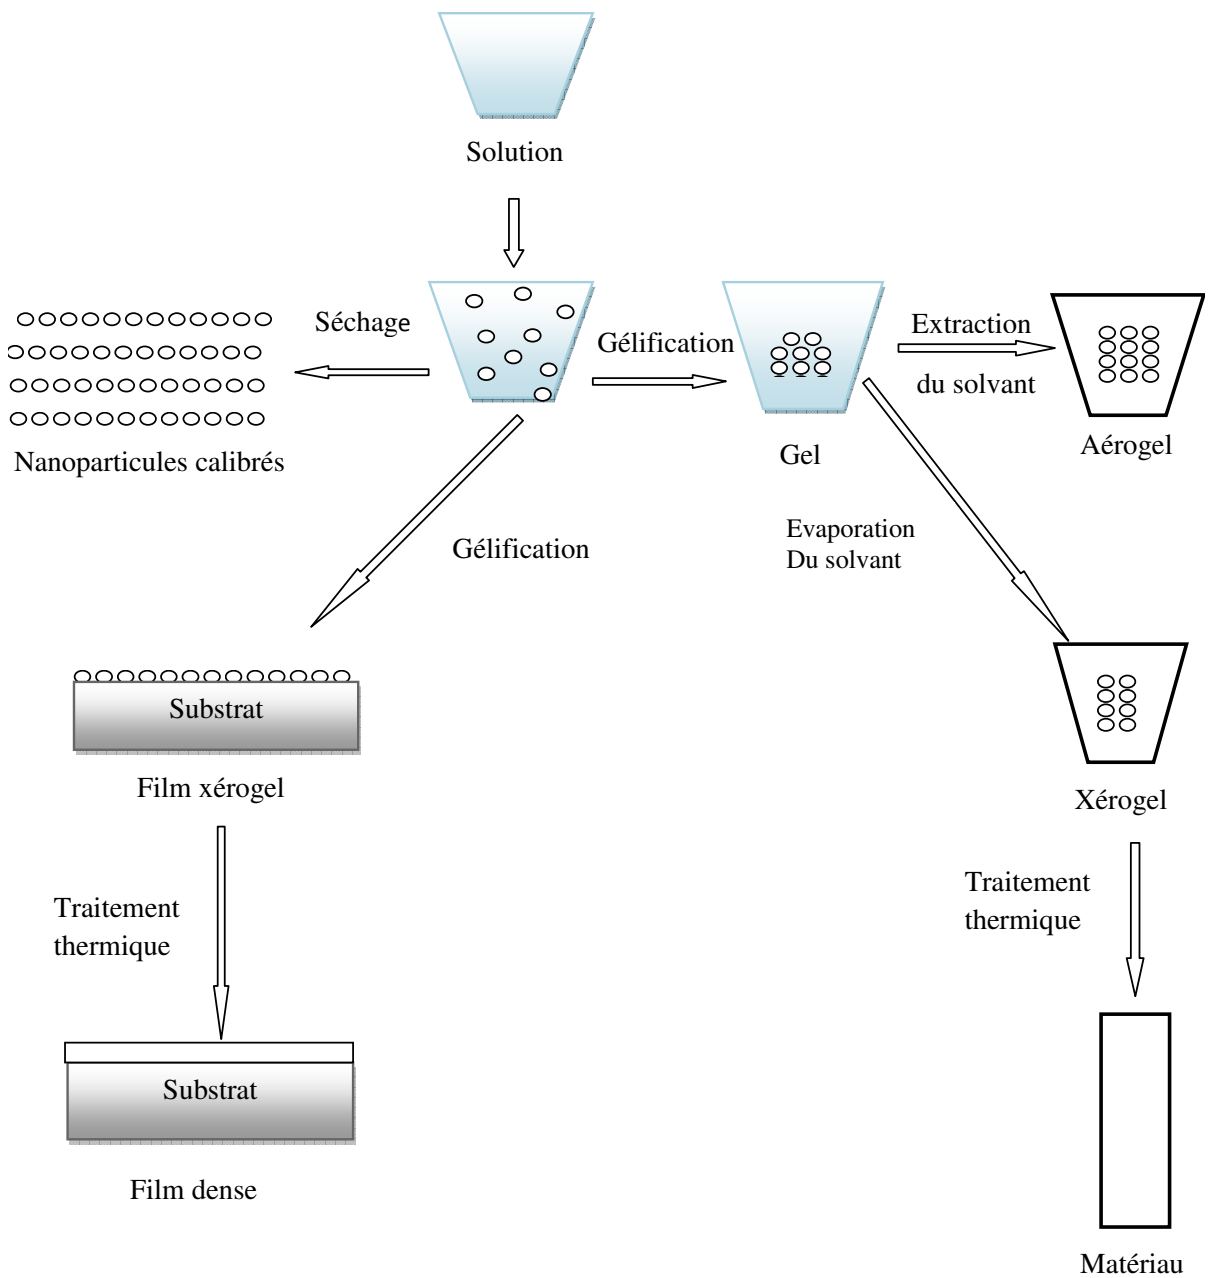 Solution
Séchage
Gélification
Extraction
du solvant
Nanoparticules calibrés
Gel
Aérogel
Gélification
Evaporation
Du solvant
Substrat
Film xérogel
Xérogel
Traitement
thermique
Traitement
thermique
Substrat
Film dense
Matériau